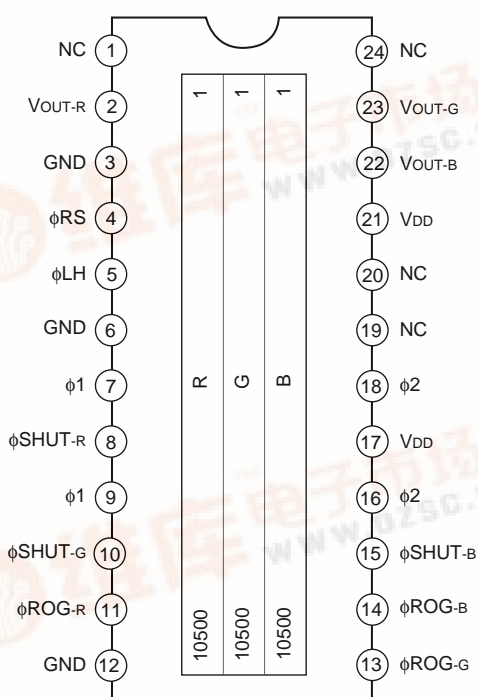 NC 1
VOUT-R 2
GND 3
ϕRS 4
ϕLH 5
GND 6
ϕ1 7
ϕSHUT-R 8
ϕ1 9
ϕSHUT-G 10
ϕROG-R 11
GND 12
1 1 1
R G B
10500 10500 10500
24 NC
23 VOUT-G
22 VOUT-B
21 VDD
20 NC
19 NC
18 ϕ2
17 VDD
16 ϕ2
15 ϕSHUT-B
14 ϕROG-B
13 ϕROG-G